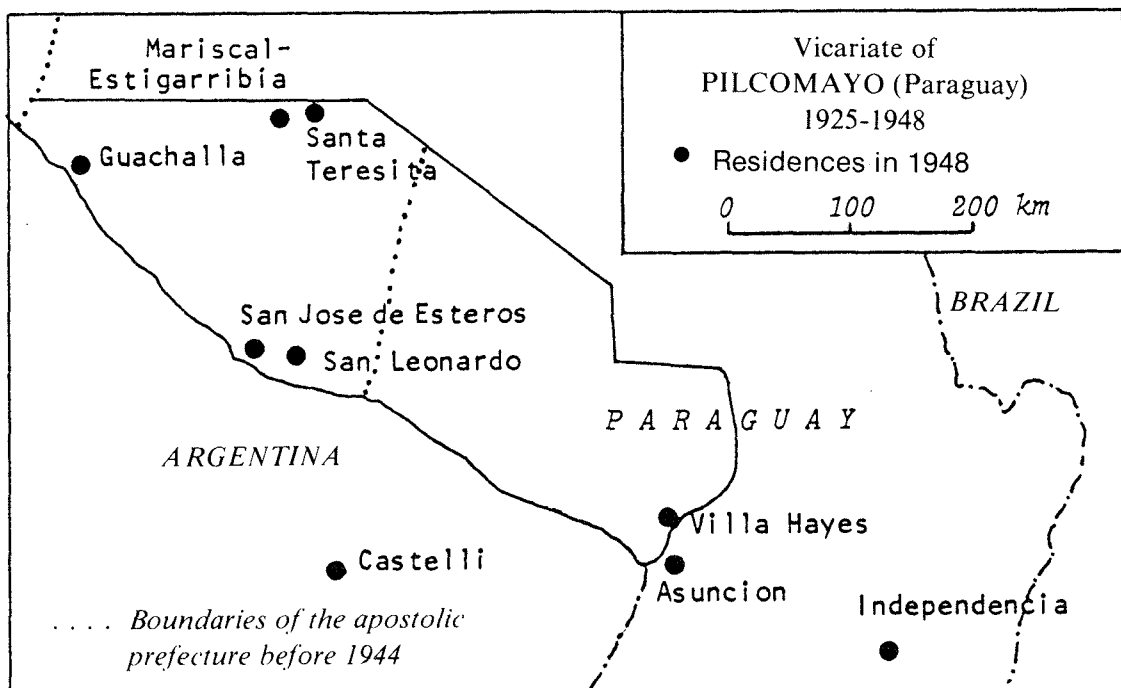 Mariscal-
Estigarribia
Vicariate of
PILCOMAYO (Paraguay)
1925-1948
● Residences in 1948
0 100 200 km
Guachalla
Santa
Teresita
BRAZIL
San Jose de Esteros
San Leonardo
PARAGUAY
ARGENTINA
Villa Hayes
Castelli
Asuncion
Independencia
.... Boundaries of the apostolic
prefecture before 1944